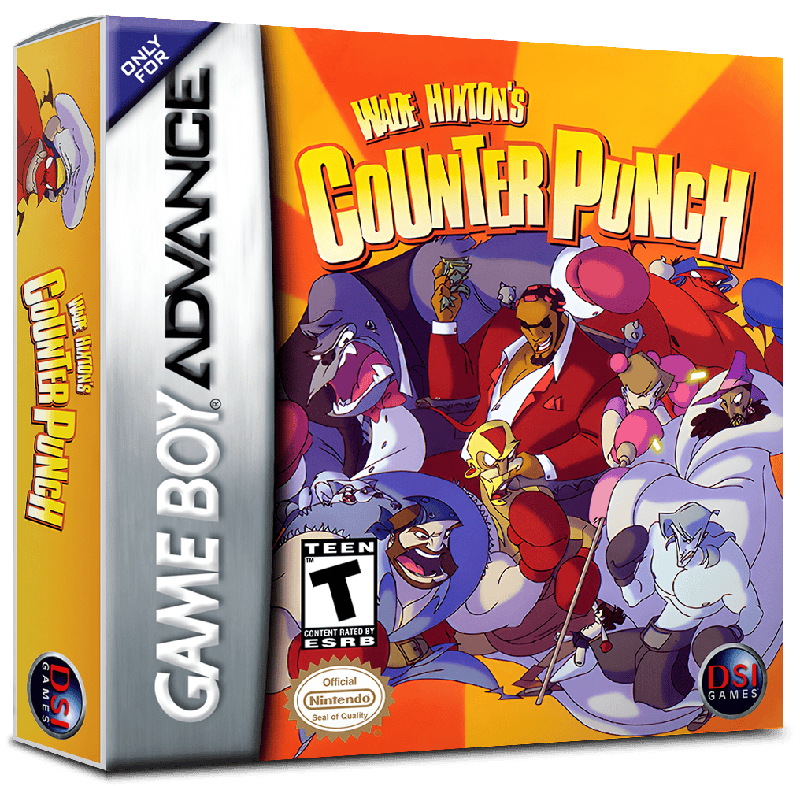 ONLY
FOR
GAME BOY ADVANCE
®
WADE HIXTON'S
COUNTER PUNCH
WADE HIXTON'S
COUNTER PUNCH
DSI
GAMES
TEEN
T
™
CONTENT RATED BY
ESRB
Official
Nintendo
Seal of Quality
DSI
GAMES